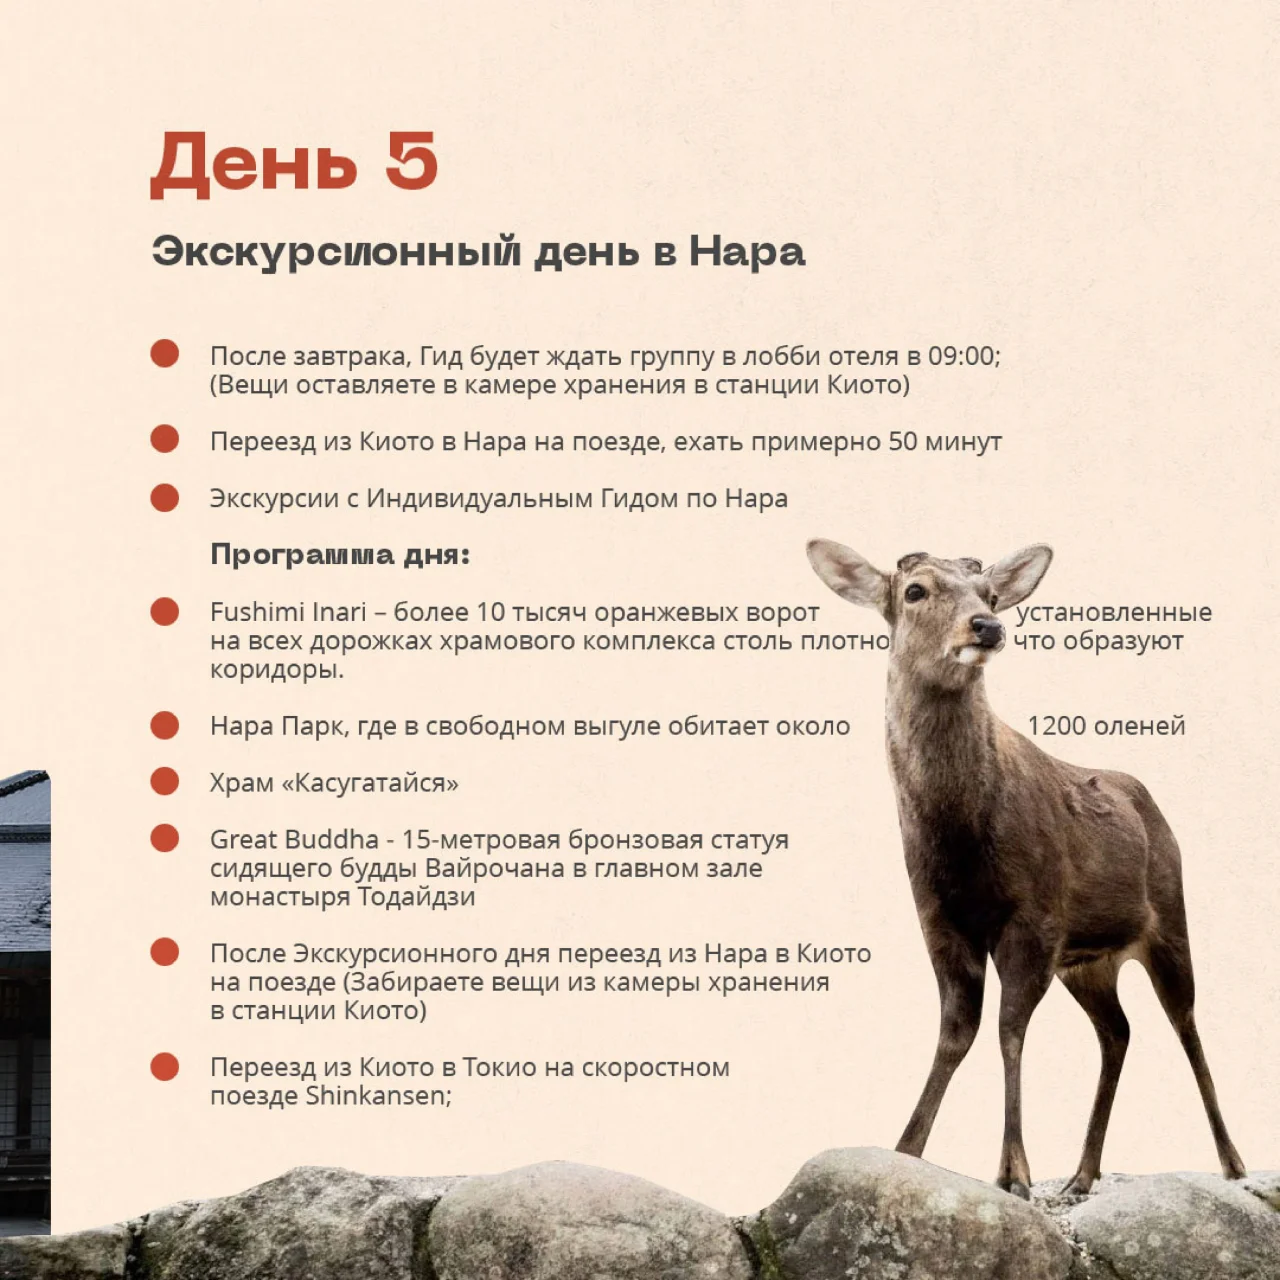 День 5
Экскурсионный день в Нара
После завтрака, Гид будет ждать группу в лобби отеля в 09:00;
(Вещи оставляете в камере хранения в станции Киото)
Переезд из Киото в Нара на поезде, ехать примерно 50 минут
Экскурсии с Индивидуальным Гидом по Нара
Программа дня:
Fushimi Inari – более 10 тысяч оранжевых ворот установленные
на всех дорожках храмового комплекса столь плотно что образуют
коридоры.
Нара Парк, где в свободном выгуле обитает около 1200 оленей
Храм «Касугатайся»
Great Buddha - 15-метровая бронзовая статуя
сидящего будды Вайрочана в главном зале
монастыря Тодайдзи
После Экскурсионного дня переезд из Нара в Киото
на поезде (Забираете вещи из камеры хранения
в станции Киото)
Переезд из Киото в Токио на скоростном
поезде Shinkansen;